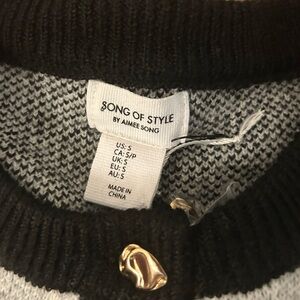 SONG OF STYLE
BY AIMEE SONG
US: S
CA: S/P
UK: S
EU: S
AU: S
MADE IN
CHINA